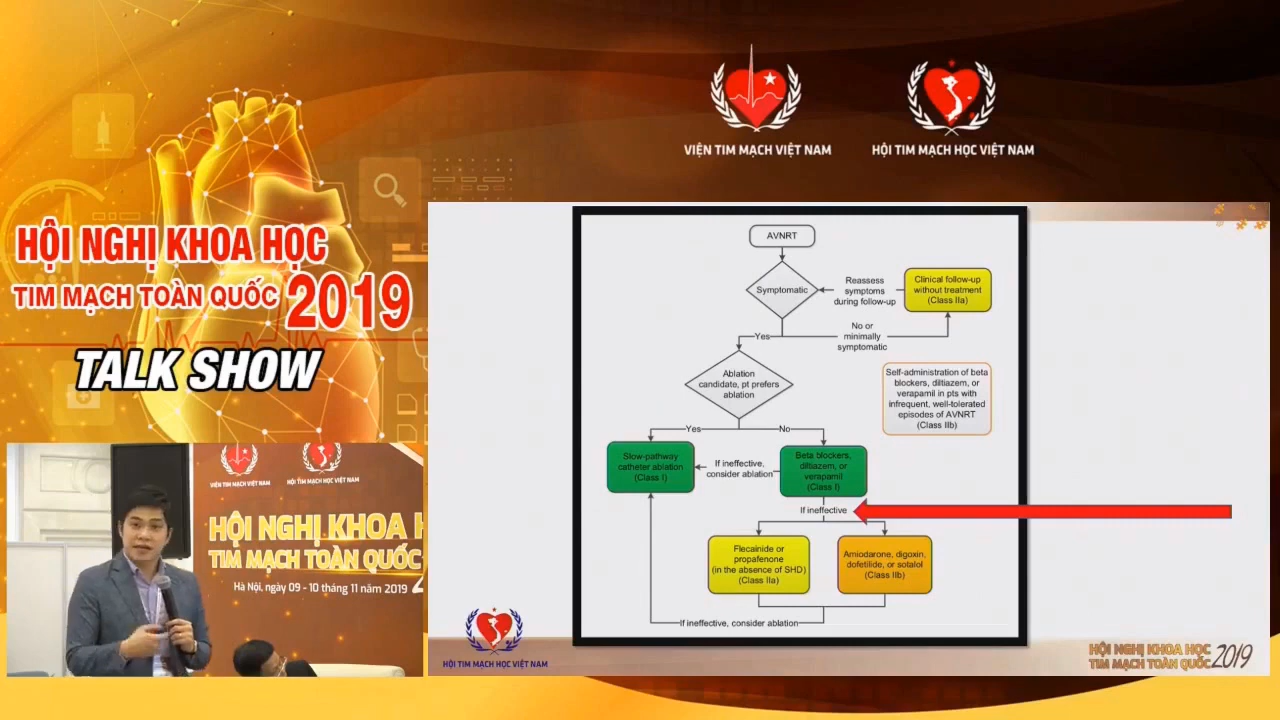 VIỆN TIM MẠCH VIỆT NAM
HỘI TIM MẠCH HỌC VIỆT NAM
HỘI NGHỊ KHOA HỌC
TIM MẠCH TOÀN QUỐC 2019
TALK SHOW
AVNRT
Symptomatic
Reassess
symptoms
during follow-up
Clinical follow-up
without treatment
(Class IIa)
Yes
No or
minimally
symptomatic
Ablation
candidate, pt prefers
ablation
Self-administration of beta
blockers, diltiazem, or
verapamil in pts with
infrequent, well-tolerated
episodes of AVNRT
(Class IIb)
Yes
No
Slow-pathway
catheter ablation
(Class I)
If ineffective,
consider ablation
Beta blockers,
diltiazem, or
verapamil
(Class I)
If ineffective
Flecainide or
propafenone
(in the absence of SHD)
(Class IIa)
Amiodarone, digoxin,
dofetilide, or sotalol
(Class IIb)
If ineffective, consider ablation
HỘI TIM MẠCH HỌC VIỆT NAM
HỘI NGHỊ KHOA HỌC
TIM MẠCH TOÀN QUỐC 2019
VIỆN TIM MẠCH VIỆT NAM
HỘI TIM MẠCH HỌC VIỆT NAM
HỘI NGHỊ KHOA H
TIM MẠCH TOÀN QUỐC
Hà Nội, ngày 09 - 10 tháng 11 năm 2019